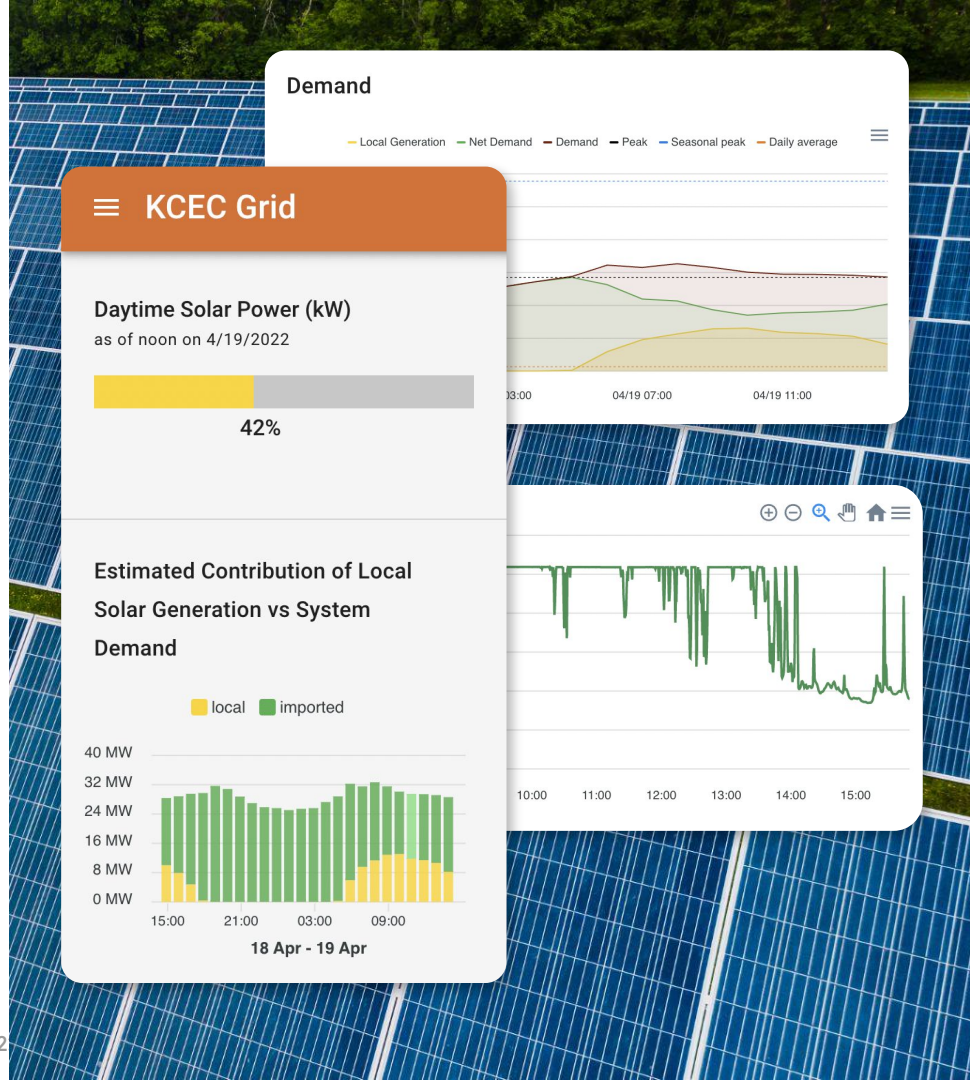 Demand
Local Generation Net Demand Demand Peak Seasonal peak Daily average
03:00 04/19 07:00 04/19 11:00
KCEC Grid
Daytime Solar Power (kW)
as of noon on 4/19/2022
42%
Estimated Contribution of Local
Solar Generation vs System
Demand
local imported
40 MW
32 MW
24 MW
16 MW
8 MW
0 MW
15:00 21:00 03:00 09:00
18 Apr - 19 Apr
10:00 11:00 12:00 13:00 14:00 15:00
2